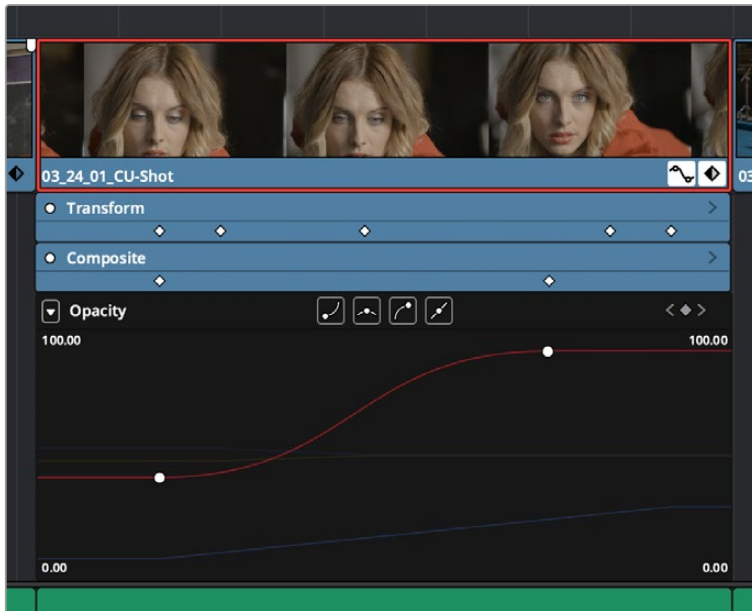 03_24_01_CU-Shot
03
Transform
Composite
Opacity
100.00 100.00
0.00 0.00